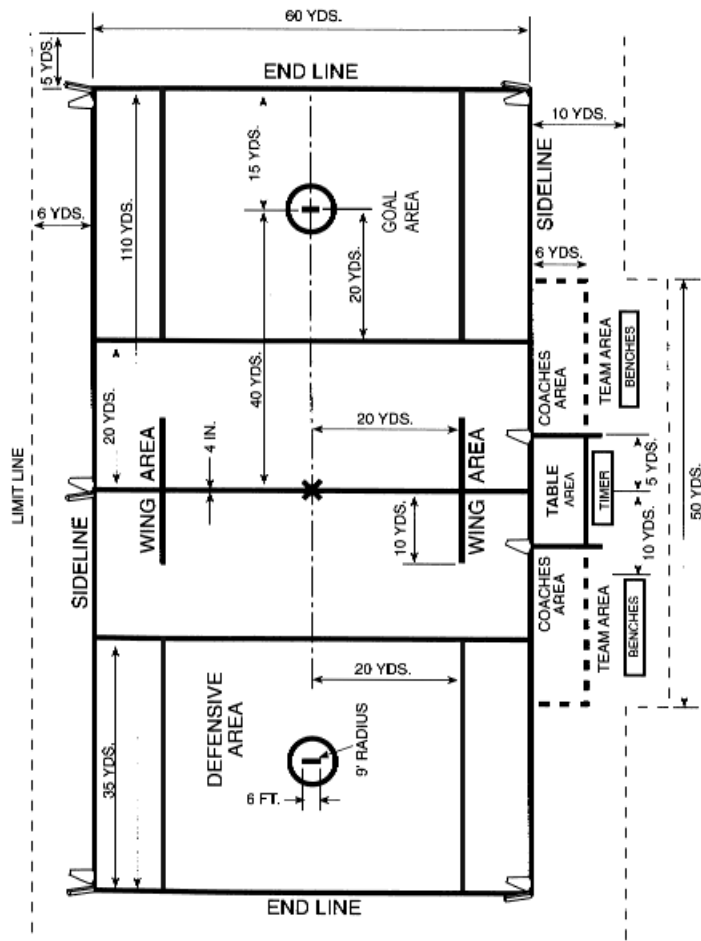 60 YDS.
5 YDS.
END LINE
10 YDS.
15 YDS.
SIDELINE
6 YDS.
110 YDS.
GOAL
AREA
6 YDS.
20 YDS.
COACHES
AREA
TEAM AREA
BENCHES
40 YDS.
20 YDS.
20 YDS.
4 IN.
WING AREA
WING AREA
LIMIT LINE
TABLE
AREA
TIMER
5 YDS.
50 YDS.
10 YDS.
10 YDS.
SIDELINE
COACHES
AREA
TEAM AREA
BENCHES
20 YDS.
DEFENSIVE
AREA
35 YDS.
9' RADIUS
6 FT.
END LINE